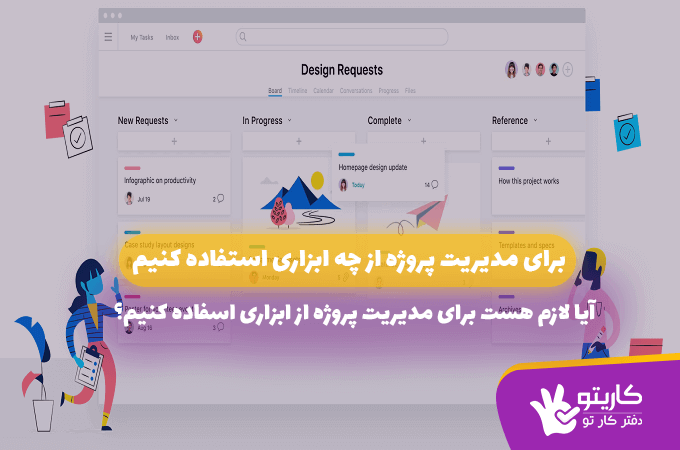 My Tasks Inbox
Design Requests
Board Timeline Calendar Conversations Progress Files
New Requests In Progress Complete Reference
Homepage design update
Today 14
Infographic on productivity
Jul 19 2
How this project works
Case study layout designs
Templates and specs
برای مدیریت پروژه از چه ابزاری استفاده کنیم
آیا لازم هست برای مدیریت پروژه از ابزاری اسفاده کنیم؟
Aug 16 3
کاریتو
دفتر کار تو